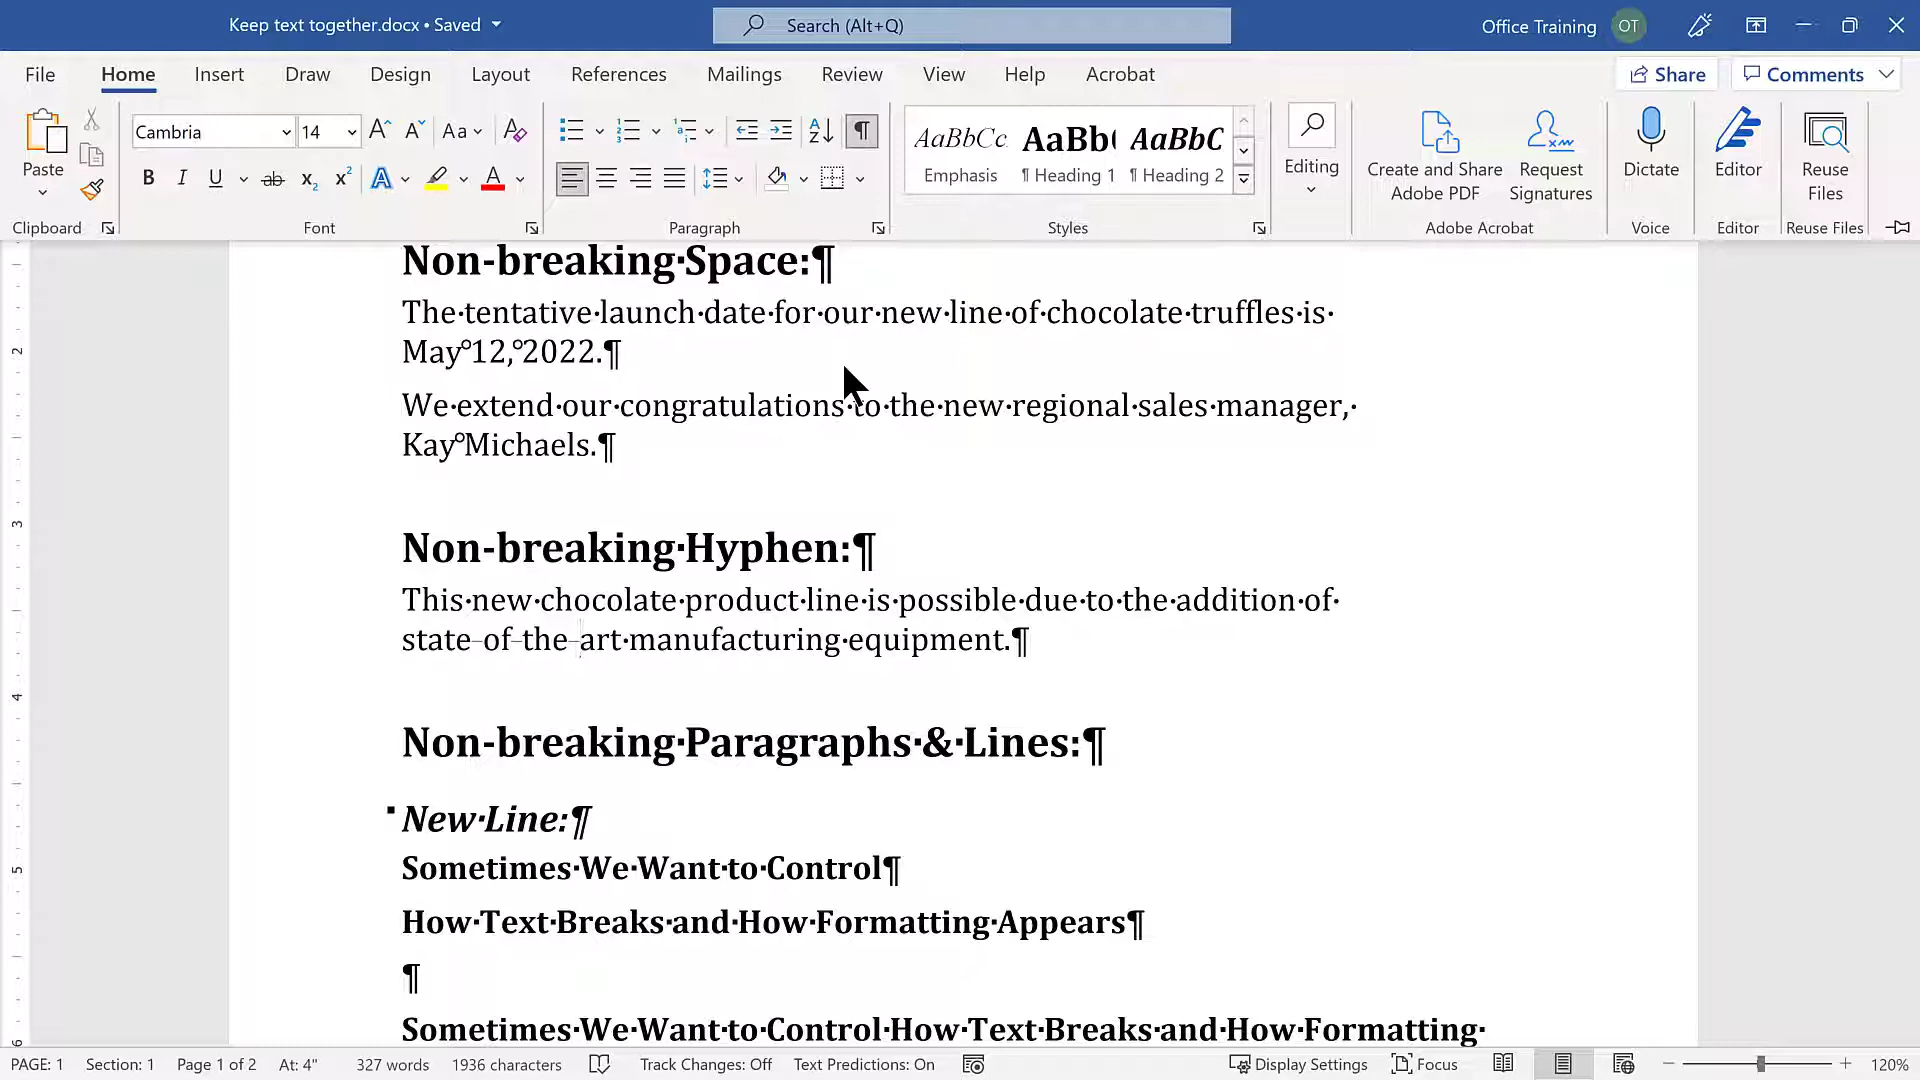 Keep text together.docx • Saved
Search (Alt+Q)
Office Training OT
File Home Insert Draw Design Layout References Mailings Review View Help Acrobat Share Comments
Paste
Cambria 14
Aa
B I U ab x₂ x² A A
AaBbCc AaBb( AaBbC
Emphasis ¶ Heading 1 ¶ Heading 2
Editing
Create and Share Adobe PDF
Request Signatures
Dictate
Editor
Reuse Files
Clipboard Font Paragraph Styles Adobe Acrobat Voice Editor Reuse Files
Non-breaking·Space:¶
The·tentative·launch·date·for·our·new·line·of·chocolate·truffles·is·
May°12,°2022.¶
We·extend·our·congratulations·to·the·new·regional·sales·manager,·
Kay°Michaels.¶
Non-breaking·Hyphen:¶
This·new·chocolate·product·line·is·possible·due·to·the·addition·of·
state–of–the–art·manufacturing·equipment.¶
Non-breaking·Paragraphs·&·Lines:¶
New·Line:¶
Sometimes·We·Want·to·Control¶
How·Text·Breaks·and·How·Formatting·Appears¶
¶
Sometimes·We·Want·to·Control·How·Text·Breaks·and·How·Formatting·
2
3
4
5
6
PAGE: 1 Section: 1 Page 1 of 2 At: 4" 327 words 1936 characters Track Changes: Off Text Predictions: On Display Settings Focus 120%